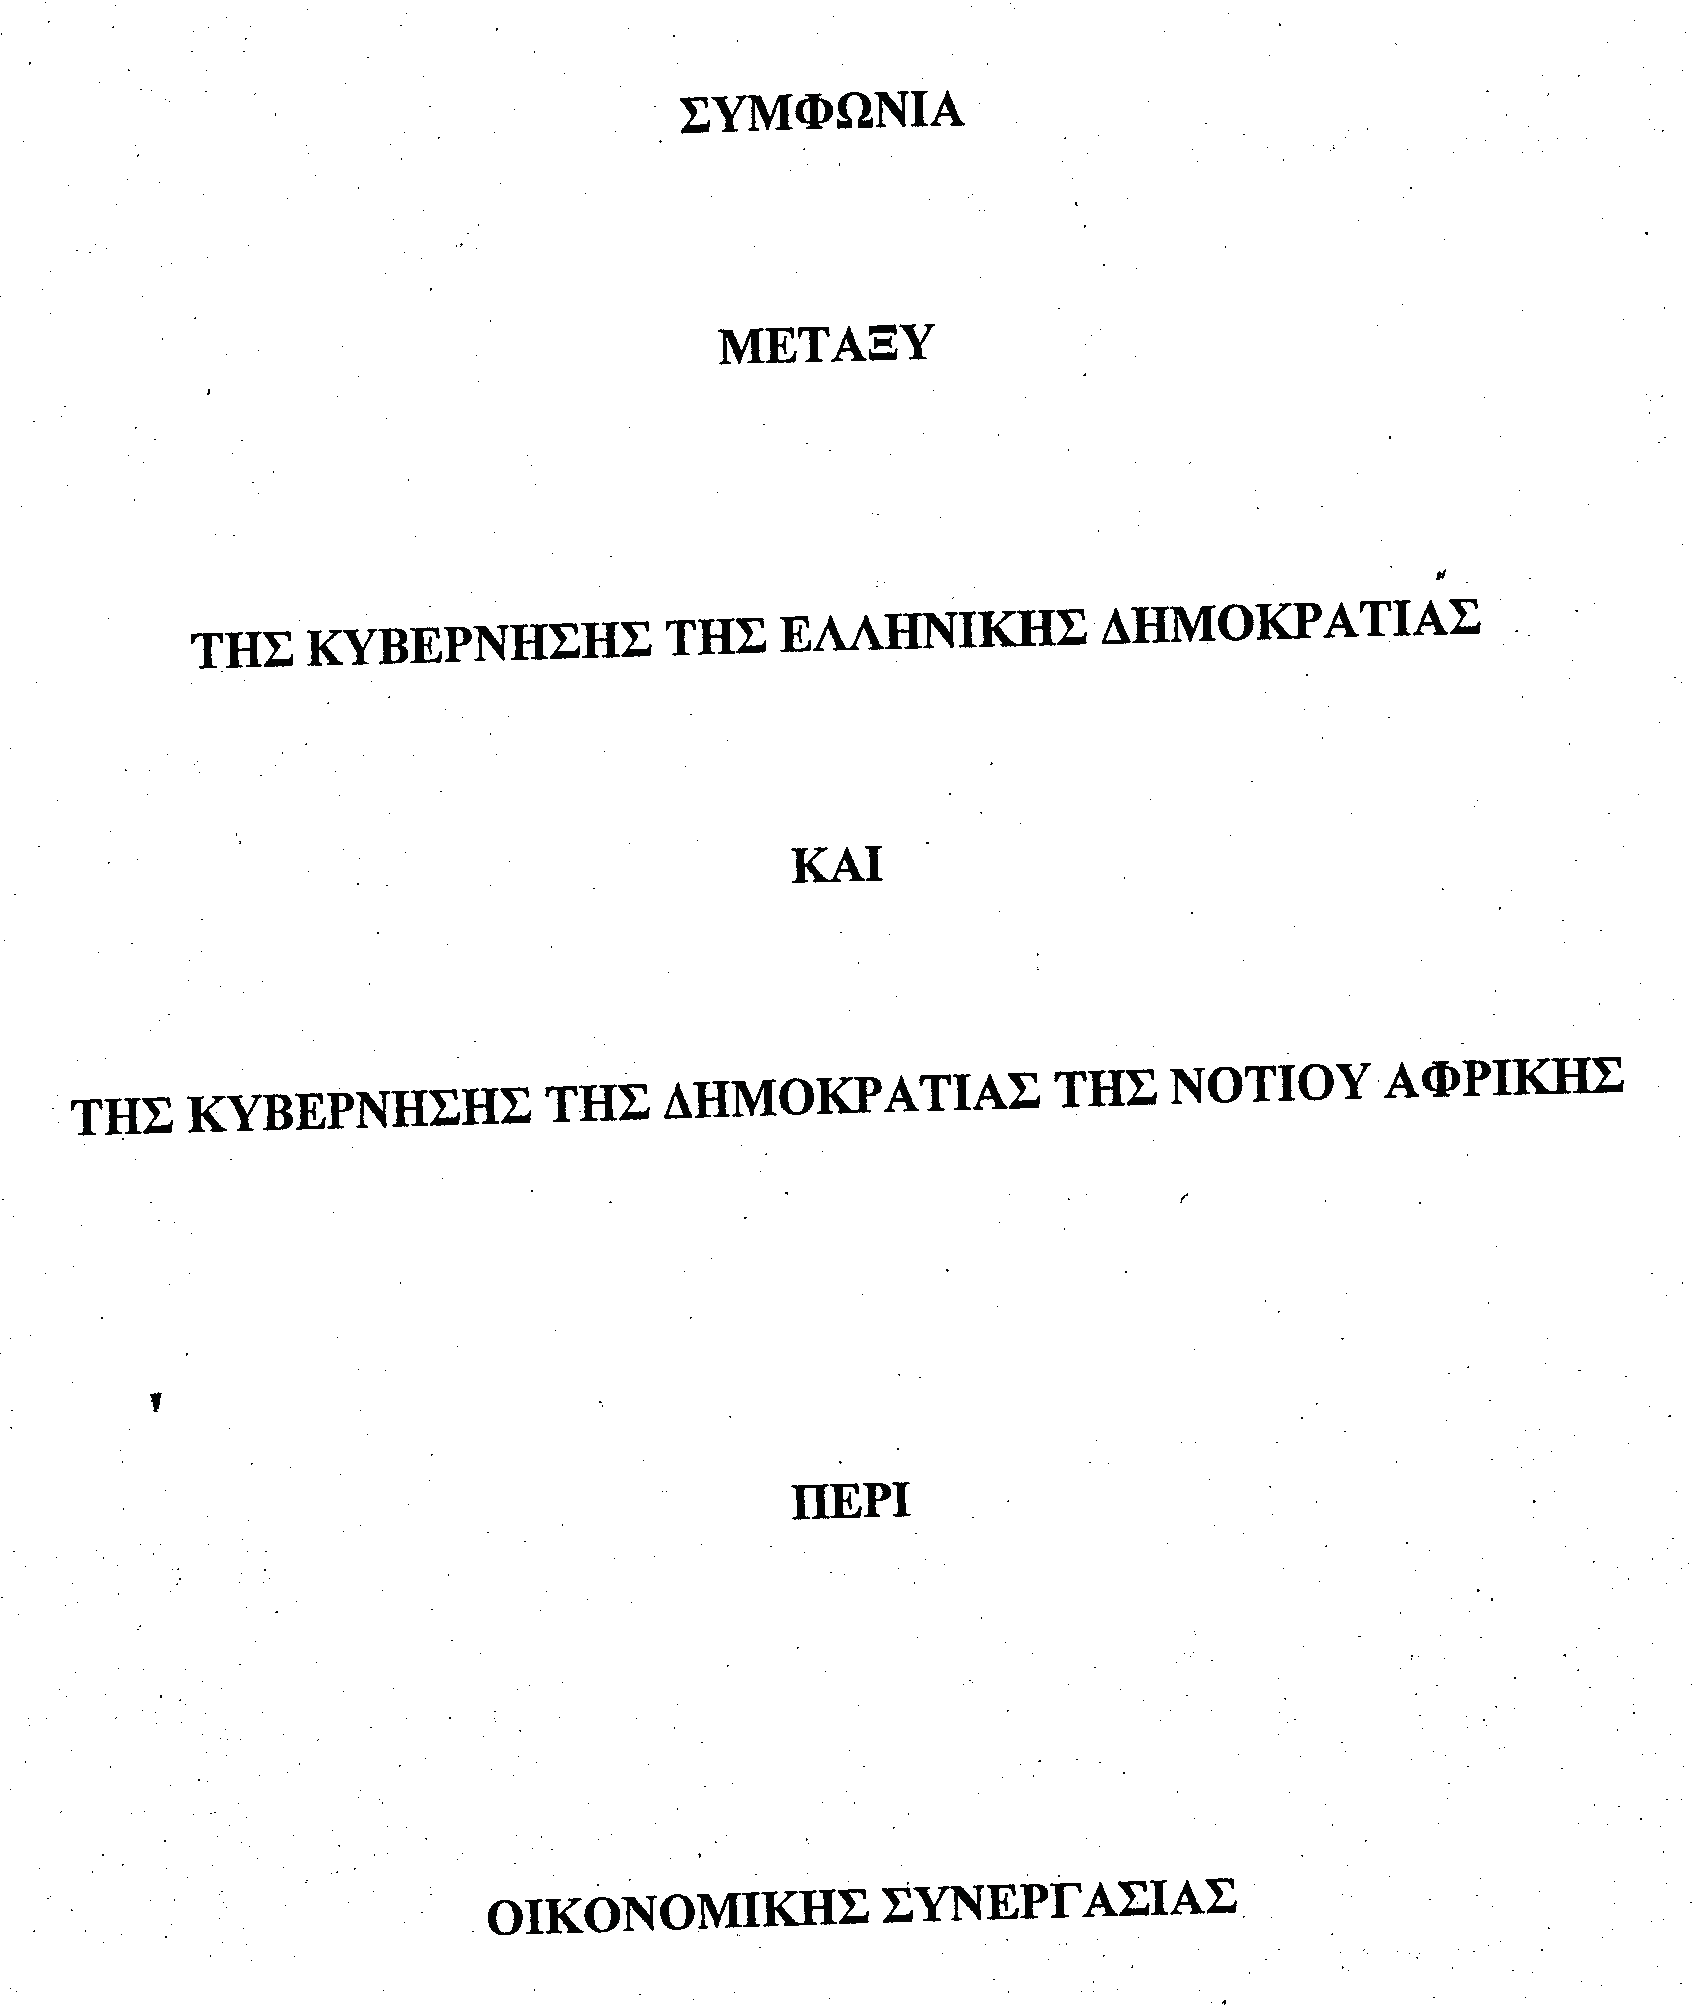 ΣΥΜΦΩΝΙΑ
ΜΕΤΑΞΥ
ΤΗΣ ΚΥΒΕΡΝΗΣΗΣ ΤΗΣ ΕΛΛΗΝΙΚΗΣ ΔΗΜΟΚΡΑΤΙΑΣ
ΚΑΙ
ΤΗΣ ΚΥΒΕΡΝΗΣΗΣ ΤΗΣ ΔΗΜΟΚΡΑΤΙΑΣ ΤΗΣ ΝΟΤΙΟΥ ΑΦΡΙΚΗΣ
ΠΕΡΙ
ΟΙΚΟΝΟΜΙΚΗΣ ΣΥΝΕΡΓΑΣΙΑΣ